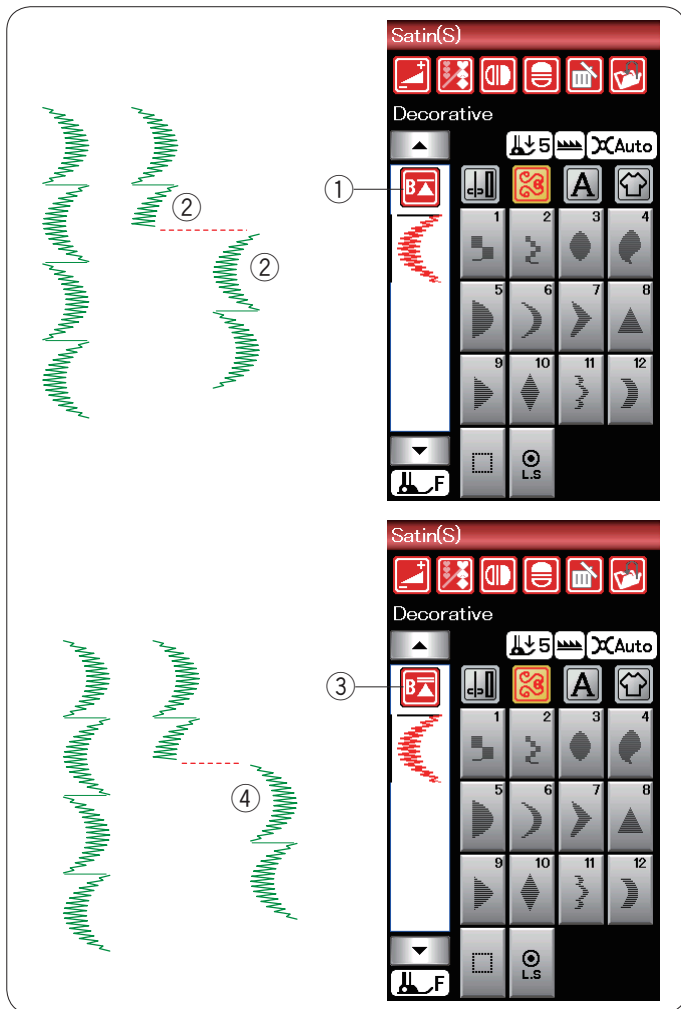 Satin(S)
Decorative
5 Auto
① B
1 2 3 4
②
②
5 6 7 8
9 10 11 12
L.S
F
Satin(S)
Decorative
5 Auto
③ B
1 2 3 4
④
5 6 7 8
9 10 11 12
L.S
F
A
A